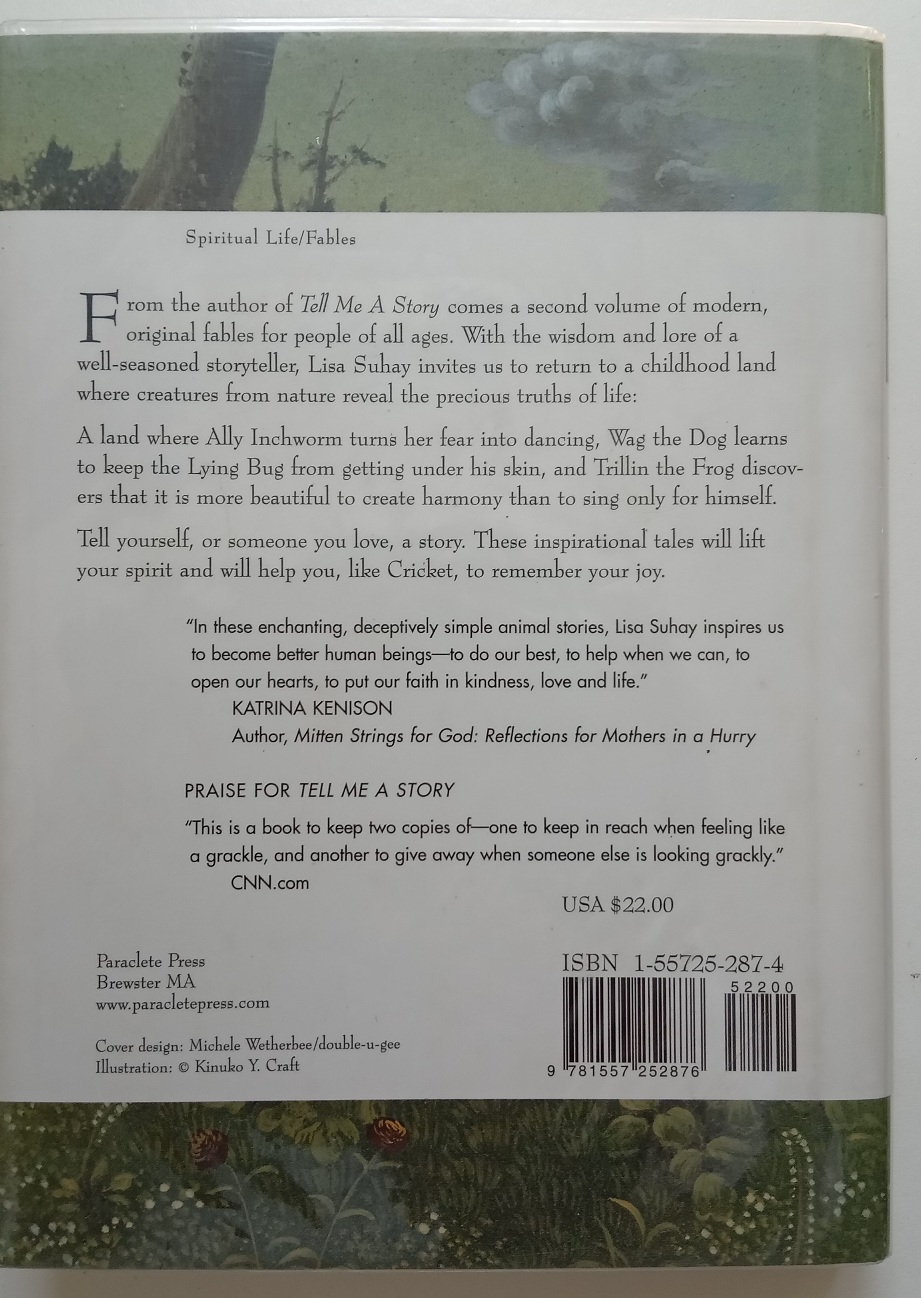 Spiritual Life/Fables
From the author of Tell Me A Story comes a second volume of modern,
original fables for people of all ages. With the wisdom and lore of a
well-seasoned storyteller, Lisa Suhay invites us to return to a childhood land
where creatures from nature reveal the precious truths of life:
A land where Ally Inchworm turns her fear into dancing, Wag the Dog learns
to keep the Lying Bug from getting under his skin, and Trillin the Frog discov-
ers that it is more beautiful to create harmony than to sing only for himself.
Tell yourself, or someone you love, a story. These inspirational tales will lift
your spirit and will help you, like Cricket, to remember your joy.
“In these enchanting, deceptively simple animal stories, Lisa Suhay inspires us
to become better human beings—to do our best, to help when we can, to
open our hearts, to put our faith in kindness, love and life.”
KATRINA KENISON
Author, Mitten Strings for God: Reflections for Mothers in a Hurry
PRAISE FOR TELL ME A STORY
“This is a book to keep two copies of—one to keep in reach when feeling like
a grackle, and another to give away when someone else is looking grackly.”
CNN.com
USA $22.00
Paraclete Press
Brewster MA
www.paracletepress.com
Cover design: Michele Wetherbee/double-u-gee
Illustration: © Kinuko Y. Craft
ISBN 1-55725-287-4
52200
9 781557 252876